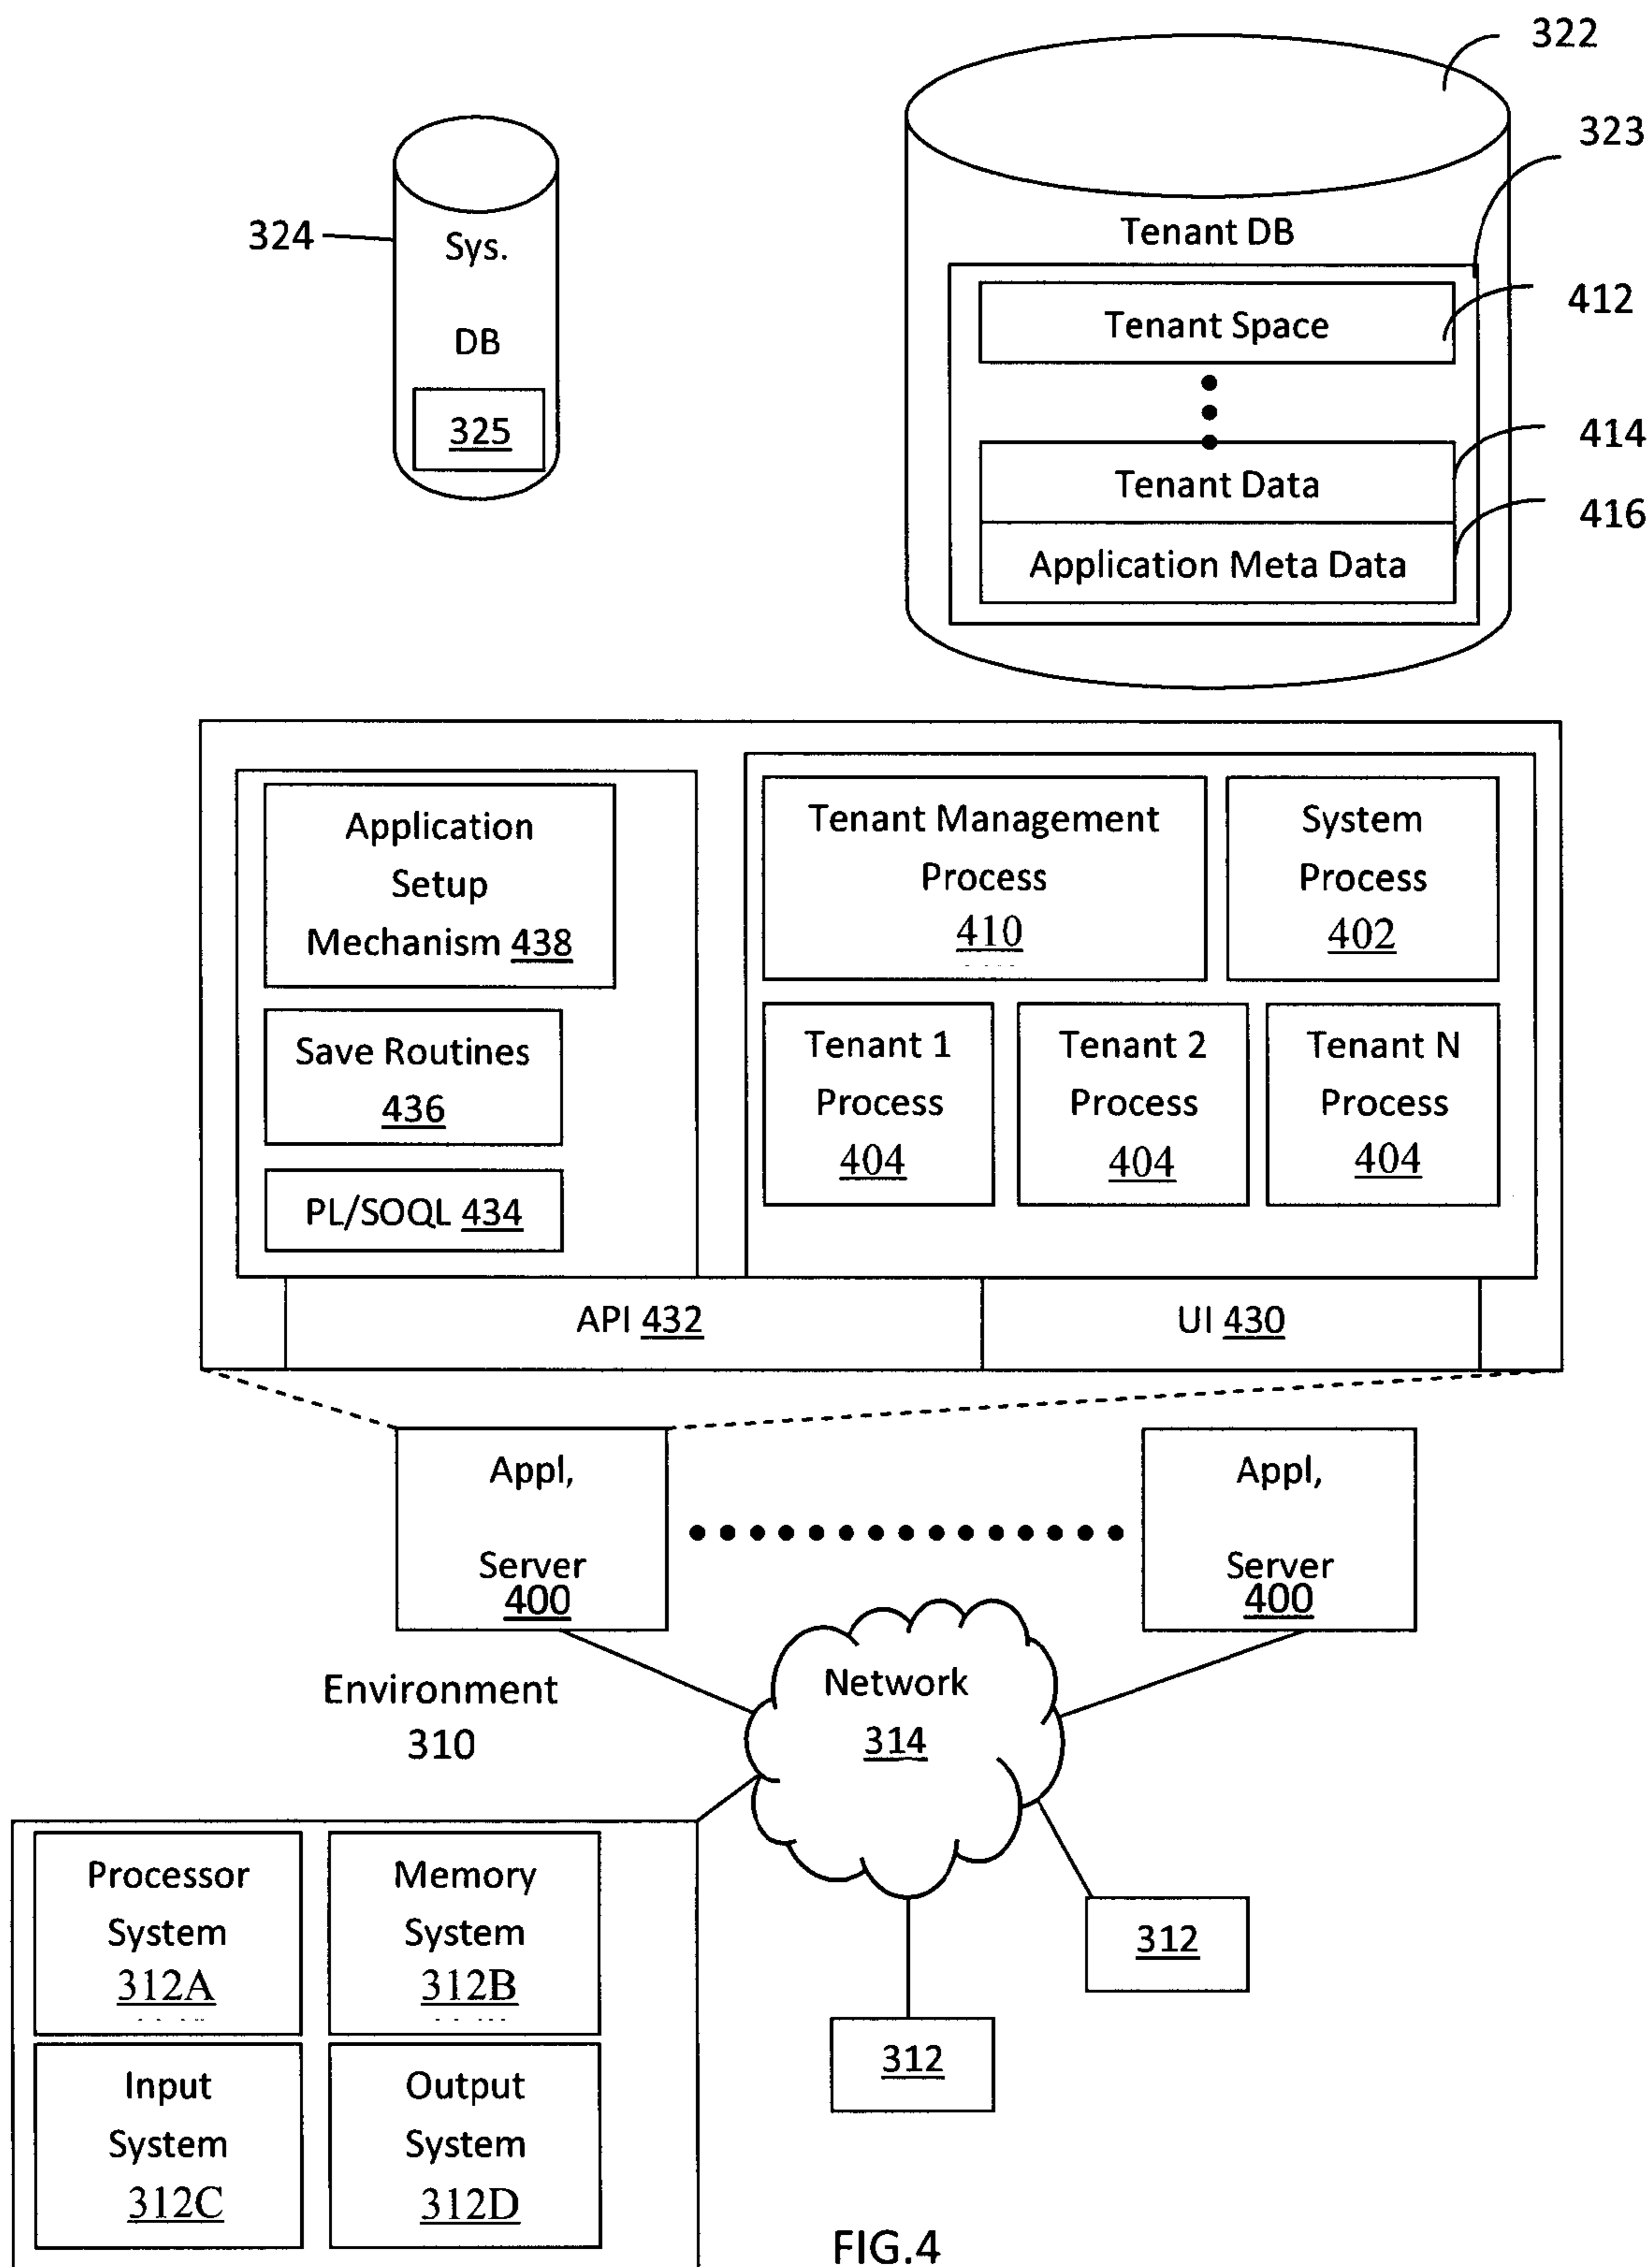 322
323
324
Sys.
DB
325
Tenant DB
412
Tenant Space
414
Tenant Data
416
Application Meta Data
Application
Setup
Mechanism 438
Save Routines
436
PL/SOQL 434
Tenant Management
Process
410
System
Process
402
Tenant 1
Process
404
Tenant 2
Process
404
Tenant N
Process
404
API 432
UI 430
Appl,
Server
400
Appl,
Server
400
Environment
310
Network
314
Processor
System
312A
Memory
System
312B
Input
System
312C
Output
System
312D
312
312
FIG.4